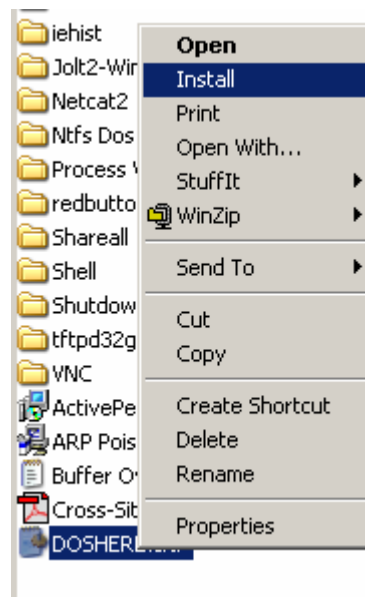 iehist
Jolt2-Wir
Netcat2
Ntfs Dos
Process
redbutto
Shareall
Shell
Shutdow
tftpd32g
VNC
ActivePe
ARP Pois
Buffer O
Cross-Sit
Open
Install
Print
Open With...
StuffIt
WinZip
Send To
Cut
Copy
Create Shortcut
Delete
Rename
Properties